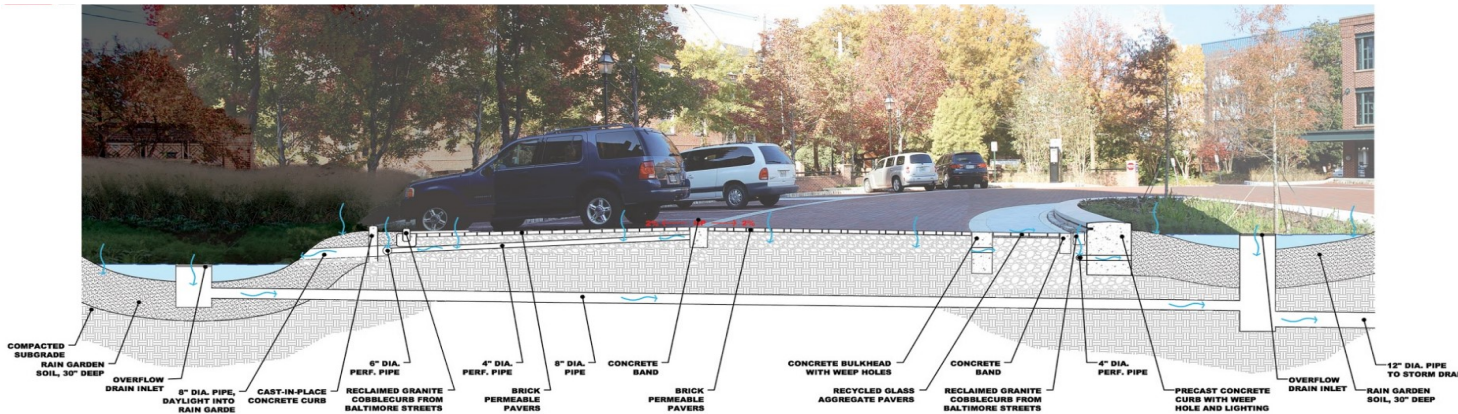 COMPACTED
SUBGRADE
RAIN GARDEN
SOIL, 30" DEEP
OVERFLOW
DRAIN INLET
8" DIA. PIPE,
DAYLIGHT INTO
RAIN GARDE
CAST-IN-PLACE
CONCRETE CURB
6" DIA.
PERF. PIPE
RECLAIMED GRANITE
COBBLECURB FROM
BALTIMORE STREETS
4" DIA.
PERF. PIPE
BRICK
PERMEABLE
PAVERS
8" DIA.
PIPE
CONCRETE
BAND
BRICK
PERMEABLE
PAVERS
CONCRETE BULKHEAD
WITH WEEP HOLES
RECYCLED GLASS
AGGREGATE PAVERS
CONCRETE
BAND
RECLAIMED GRANITE
COBBLECURB FROM
BALTIMORE STREETS
4" DIA.
PERF. PIPE
PRECAST CONCRETE
CURB WITH WEEP
HOLE AND LIGHTING
OVERFLOW
DRAIN INLET
12" DIA. PIPE
TO STORM DRA
RAIN GARDEN
SOIL, 30" DEEP